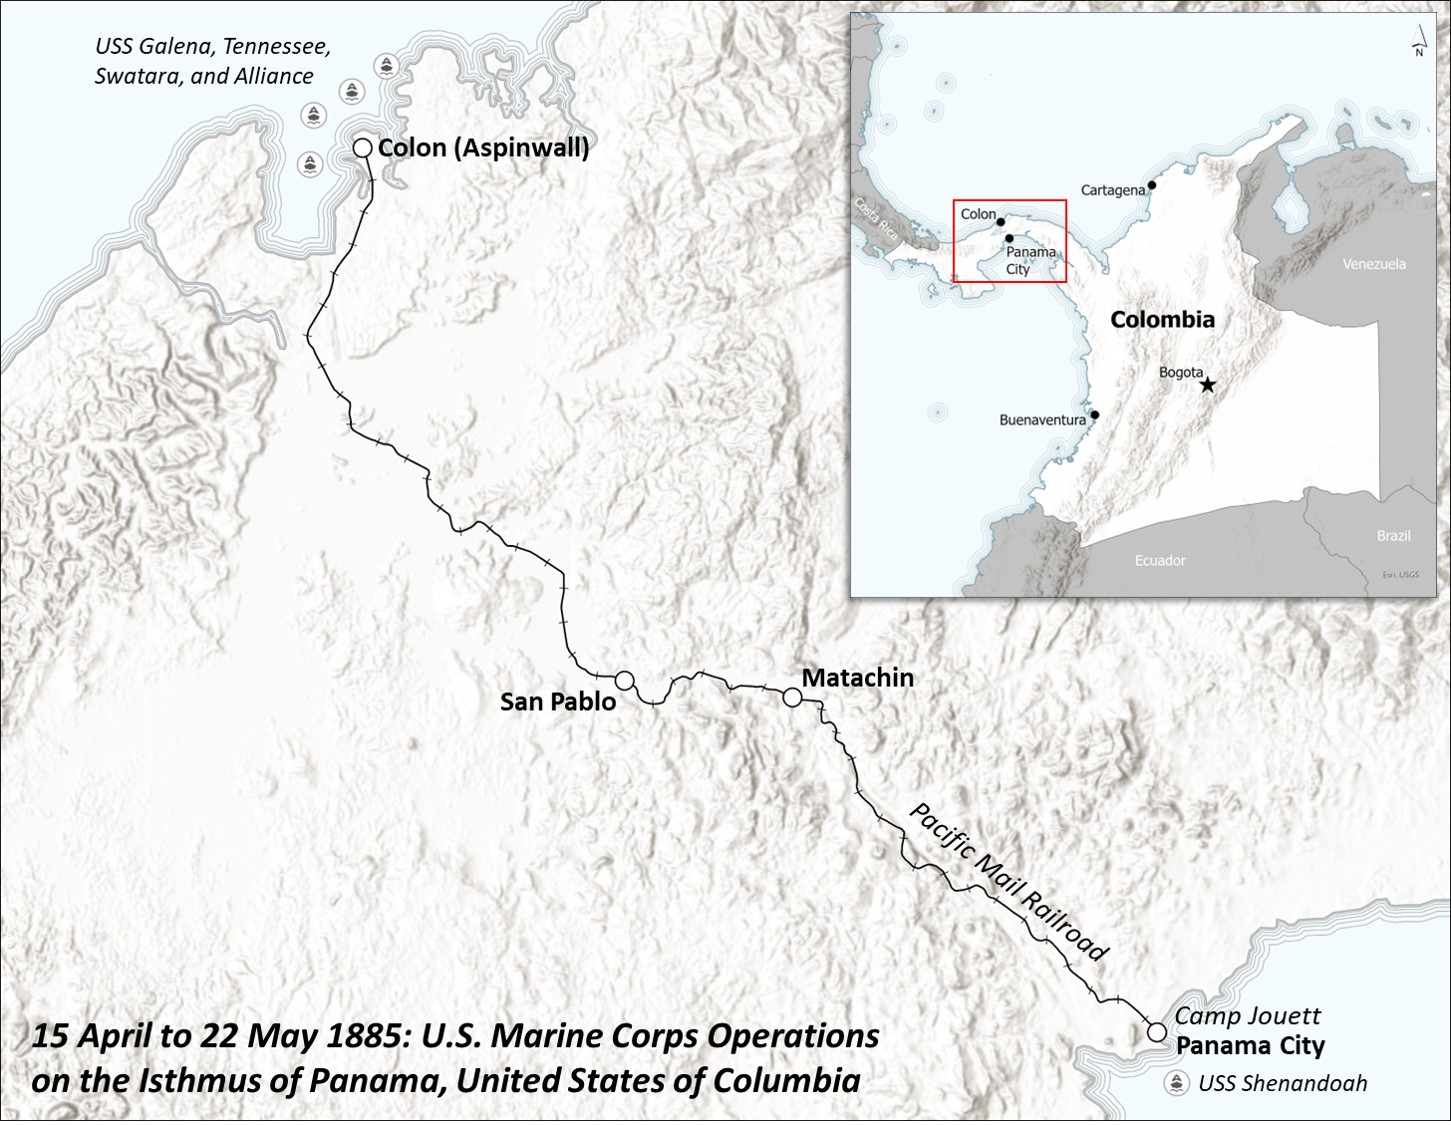 USS Galena, Tennessee,
Swatara, and Alliance
Colon (Aspinwall)
N
Cartagena
Costa Rica
Colon
Panama
City
Venezuela
Colombia
Bogota
Buenaventura
Brazil
Ecuador
Esri, USGS
Matachin
San Pablo
Pacific Mail Railroad
Camp Jouett
Panama City
USS Shenandoah
15 April to 22 May 1885: U.S. Marine Corps Operations
on the Isthmus of Panama, United States of Columbia